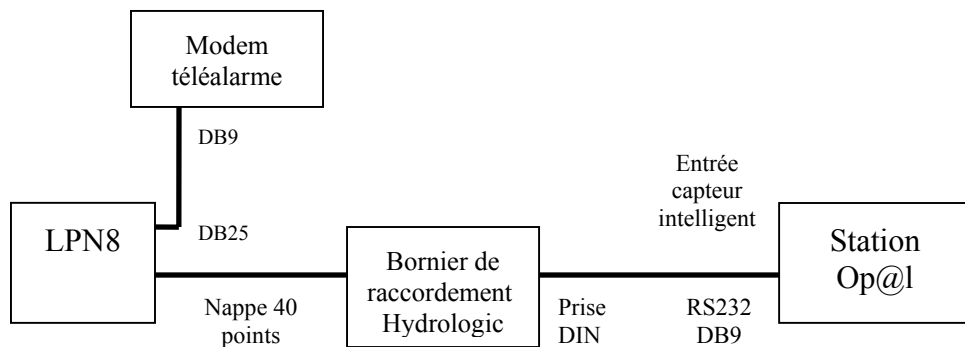 Modem
téléalarme
DB9
Entrée
capteur
intelligent
LPN8
DB25
Station
Op@l
Bornier de
raccordement
Hydrologic
Nappe 40
points
Prise
DIN
RS232
DB9